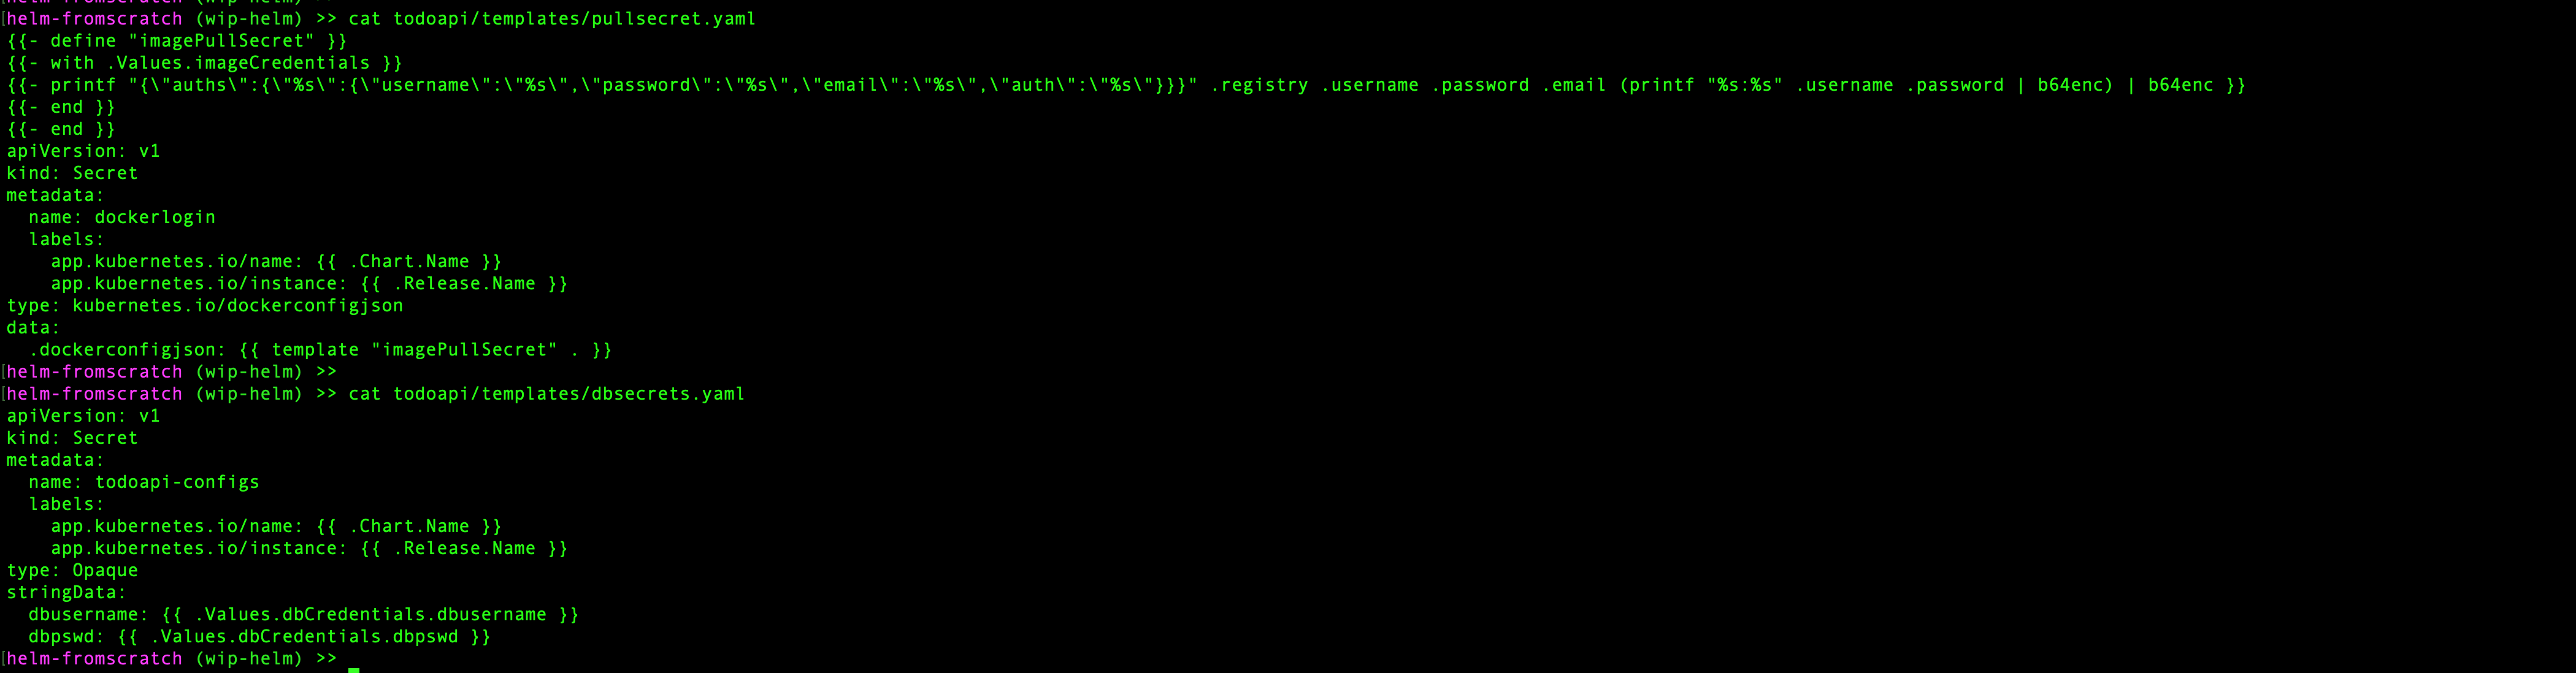 [helm-fromscratch (wip-helm) >> cat todoapi/templates/pullsecret.yaml
{{- define "imagePullSecret" }}
{{- with .Values.imageCredentials }}
{{- printf "{\"auths\":{\"%s\":{\"username\":\"%s\",\"password\":\"%s\",\"email\":\"%s\",\"auth\":\"%s\"}}}" .registry .username .password .email (printf "%s:%s" .username .password | b64enc) | b64enc }}
{{- end }}
{{- end }}
apiVersion: v1
kind: Secret
metadata:
  name: dockerlogin
  labels:
    app.kubernetes.io/name: {{ .Chart.Name }}
    app.kubernetes.io/instance: {{ .Release.Name }}
type: kubernetes.io/dockerconfigjson
data:
  .dockerconfigjson: {{ template "imagePullSecret" . }}
[helm-fromscratch (wip-helm) >>
[helm-fromscratch (wip-helm) >> cat todoapi/templates/dbsecrets.yaml
apiVersion: v1
kind: Secret
metadata:
  name: todoapi-configs
  labels:
    app.kubernetes.io/name: {{ .Chart.Name }}
    app.kubernetes.io/instance: {{ .Release.Name }}
type: Opaque
stringData:
  dbusername: {{ .Values.dbCredentials.dbusername }}
  dbpswd: {{ .Values.dbCredentials.dbpswd }}
[helm-fromscratch (wip-helm) >>